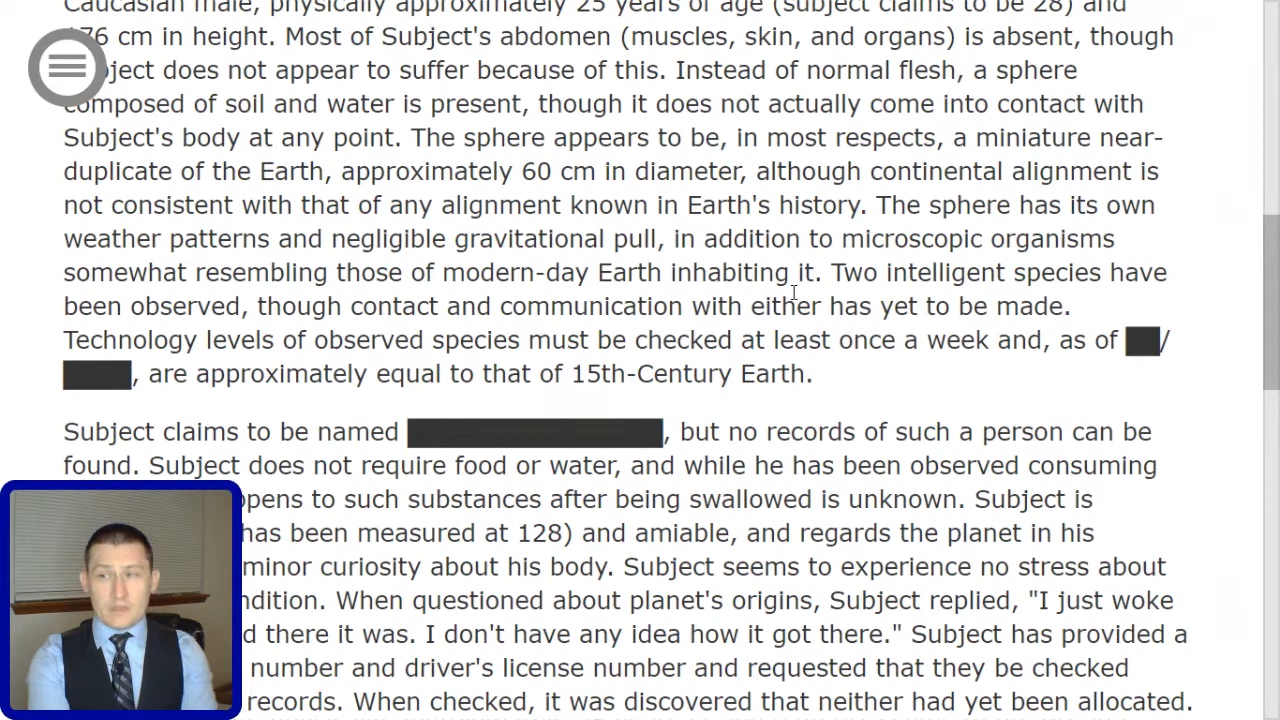 Caucasian male, physically approximately 25 years of age (subject claims to be 28) and
176 cm in height. Most of Subject's abdomen (muscles, skin, and organs) is absent, though
does not appear to suffer because of this. Instead of normal flesh, a sphere
composed of soil and water is present, though it does not actually come into contact with
Subject's body at any point. The sphere appears to be, in most respects, a miniature near-
duplicate of the Earth, approximately 60 cm in diameter, although continental alignment is
not consistent with that of any alignment known in Earth's history. The sphere has its own
weather patterns and negligible gravitational pull, in addition to microscopic organisms
somewhat resembling those of modern-day Earth inhabiting it. Two intelligent species have
been observed, though contact and communication with either has yet to be made.
Technology levels of observed species must be checked at least once a week and, as of /
, are approximately equal to that of 15th-Century Earth.
Subject claims to be named , but no records of such a person can be
found. Subject does not require food or water, and while he has been observed consuming
to such substances after being swallowed is unknown. Subject is
has been measured at 128) and amiable, and regards the planet in his
minor curiosity about his body. Subject seems to experience no stress about
When questioned about planet's origins, Subject replied, "I just woke
there it was. I don't have any idea how it got there." Subject has provided a
number and driver's license number and requested that they be checked
records. When checked, it was discovered that neither had yet been allocated.